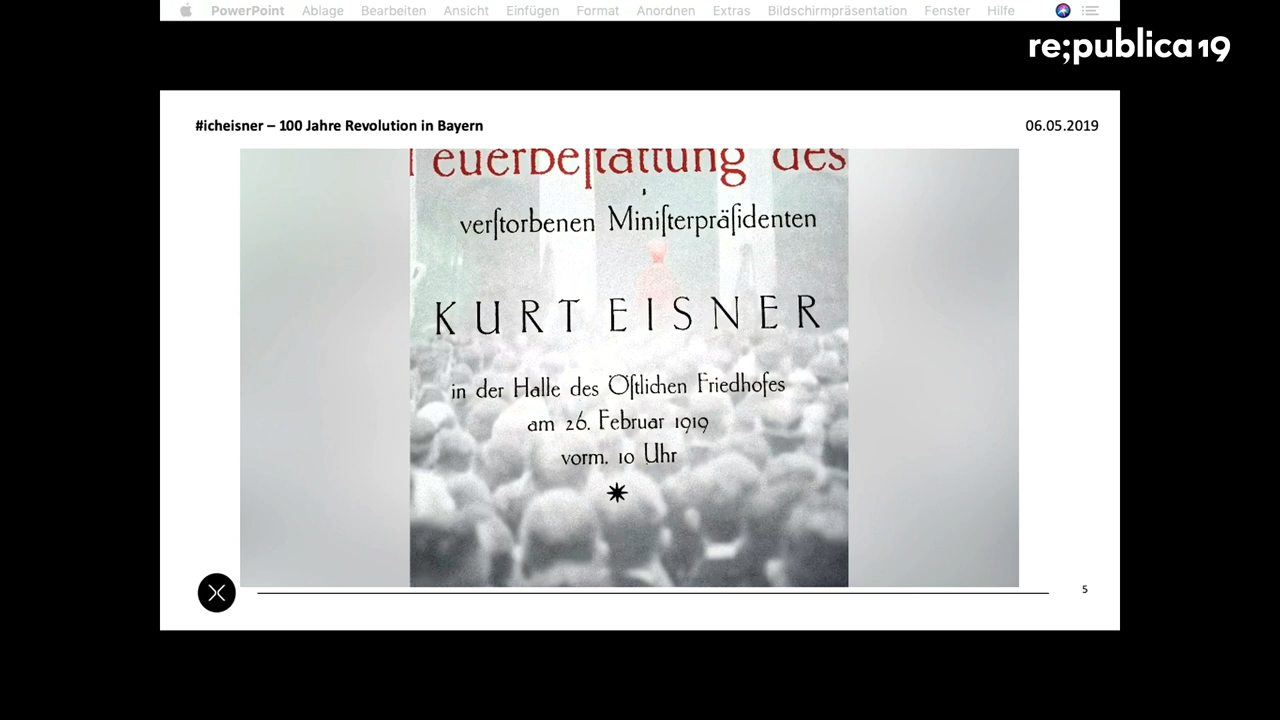 PowerPoint Ablage Bearbeiten Ansicht Einfügen Format Anordnen Extras Bildschirmpräsentation Fenster Hilfe
re;publica 19
#icheisner – 100 Jahre Revolution in Bayern
06.05.2019
euerbeſtattung des
verſtorbenen Miniſterpräſidenten
KURT EISNER
in der Halle des Öſtlichen Friedhofes
am 26. Februar 1919
vorm. 10 Uhr
5